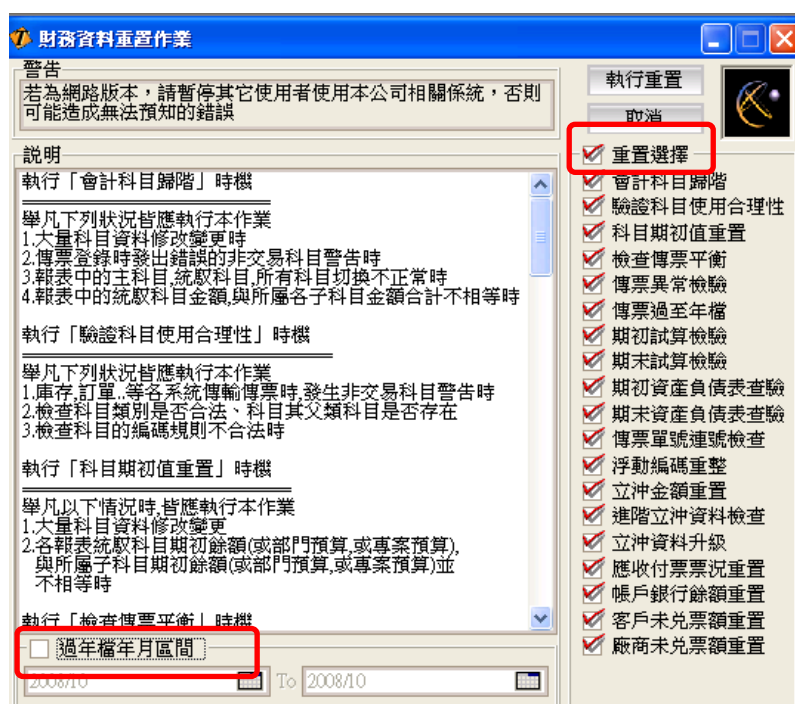 財務資料重置作業
警告
若為網路版本，請暫停其它使用者使用本公司相關係統，否則
可能造成無法預知的錯誤
執行重置
取消
説明
執行「會計科目歸階」時機
舉凡下列狀況皆應執行本作業
1.大量科目資料修改變更時
2.傳票登錄時發出錯誤的非交易科目警告時
3.報表中的主科目,統馭科目,所有科目切換不正常時
4.報表中的統馭科目金額,與所屬各子科目金額合計不相等時
執行「驗證科目使用合理性」時機
舉凡下列狀況皆應執行本作業
1.庫存,訂單..等各系統傳輸傳票時,發生非交易科目警告時
2.檢查科目類別是否合法、科目其父類科目是否存在
3.檢查科目的編碼規則不合法時
執行「科目期初值重置」時機
舉凡以下情況時,皆應執行本作業
1.大量科目資料修改變更
2.各報表統馭科目期初餘額(或部門預算,或專案預算),
與所屬子科目期初餘額(或部門預算,或專案預算)並
不相等時
執行「檢查傳票平衡」時機
過年檔年月區間
2008/10 To 2008/10
重置選擇
會計科目歸階
驗證科目使用合理性
科目期初值重置
檢查傳票平衡
傳票異常檢驗
傳票過至年檔
期初試算檢驗
期末試算檢驗
期初資產負債表查驗
期末資產負債表查驗
傳票單號連號檢查
浮動編碼重整
立沖金額重置
進階立沖資料檢查
立沖資料升級
應收付票票況重置
帳戶銀行餘額重置
客戶未兌票額重置
廠商未兌票額重置